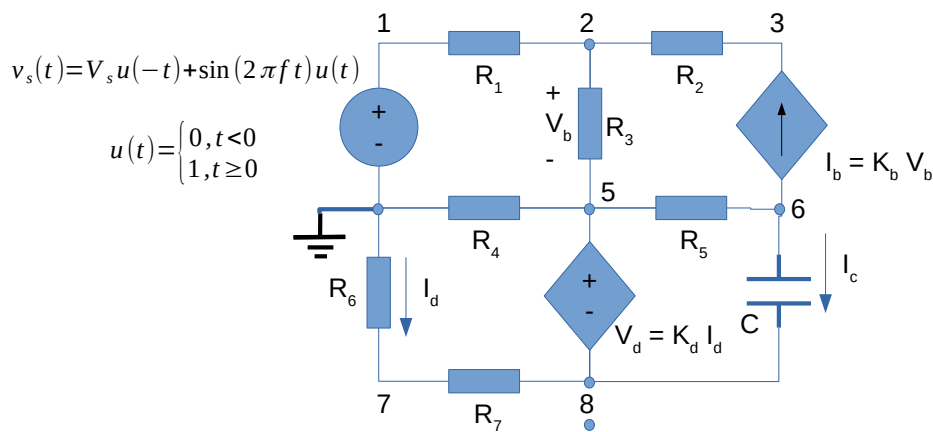 1
2
3
v_s(t)=V_s u(−t)+sin(2πft)u(t)
R_1
R_2
+
-
+
V_b
-
R_3
u(t)={0,t<0
1,t≥0
I_b = K_b V_b
5
6
R_4
R_5
R_6
I_d
+
-
I_c
V_d = K_d I_d
C
7
R_7
8